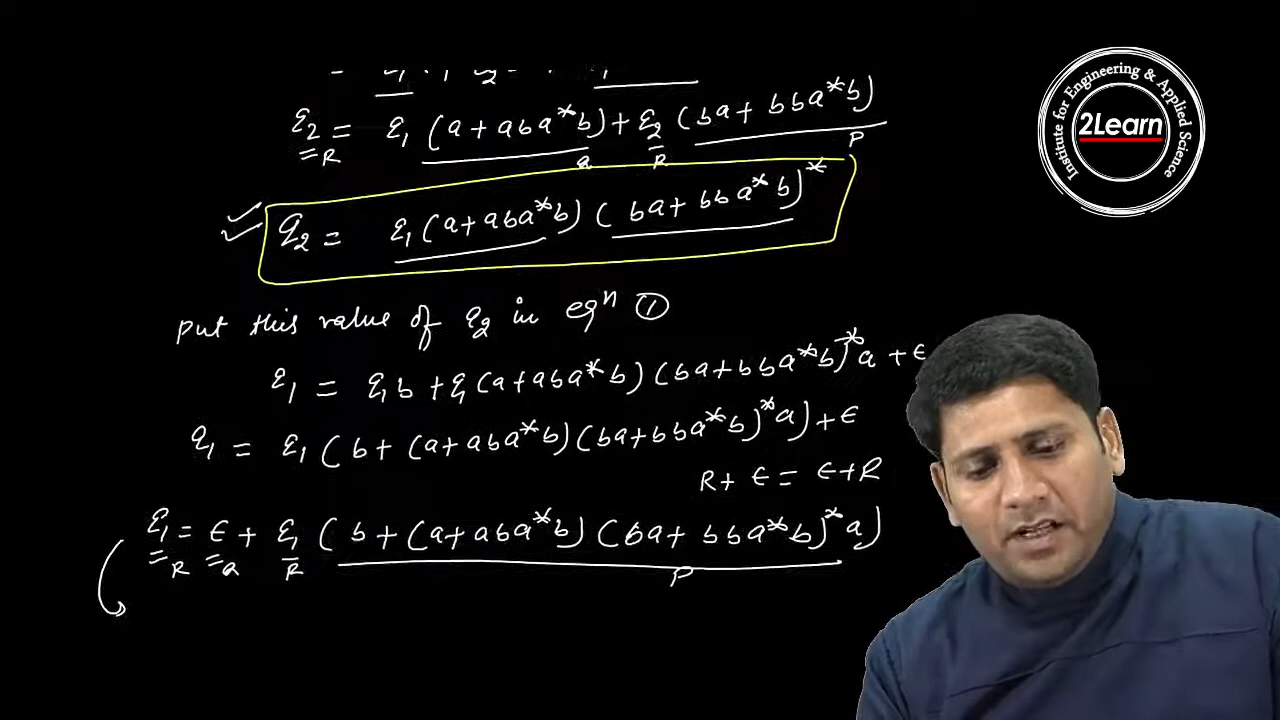 q₂ = q₁ (a + aba*b) + q₂ (ba + bba*b)
R Q R P
q₂ = q₁ (a + aba*b) (ba + bba*b)*
put this value of q₂ in eqⁿ ①
q₁ = q₁b + q₁ (a + aba*b) (ba + bba*b)*a + ε
q₁ = q₁ (b + (a + aba*b) (ba + bba*b)*a) + ε
R + ε = ε + R
q₁ = ε + q₁ (b + (a + aba*b) (ba + bba*b)*a)
R Q R P
Institute for Engineering & Applied Science
2Learn